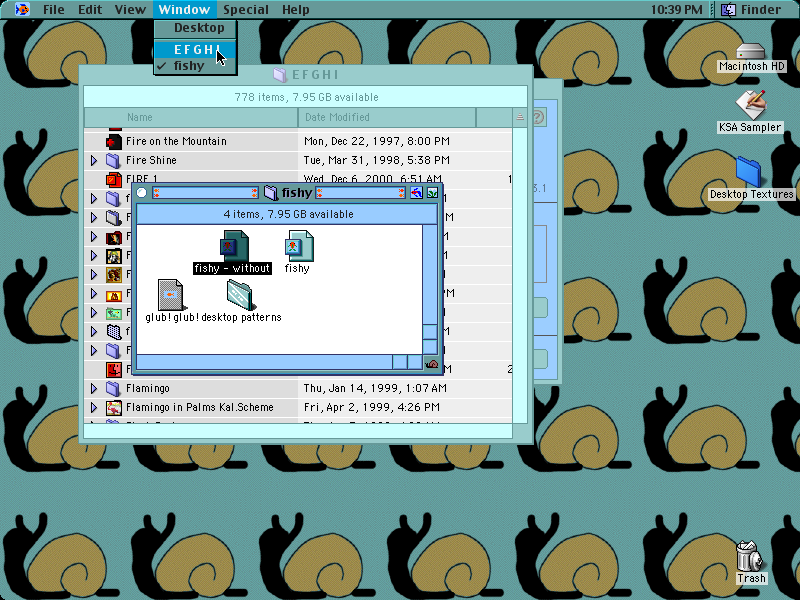 File Edit View Window Special Help 10:39 PM Finder
Desktop
E F G H I
✓ fishy
E F G H I
778 items, 7.95 GB available
Name Date Modified
Fire on the Mountain Mon, Dec 22, 1997, 8:00 PM
Fire Shine Tue, Mar 31, 1998, 5:38 PM
FIRE 1 Wed, Dec 6, 2000, 6:51 AM
fishy
4 items, 7.95 GB available
fishy - without
fishy
glub! glub!
desktop patterns
Flamingo Thu, Jan 14, 1999, 1:07 AM
Flamingo in Palms Kal.Scheme Fri, Apr 2, 1999, 4:26 PM
Macintosh HD
KSA Sampler
Desktop Textures
Trash